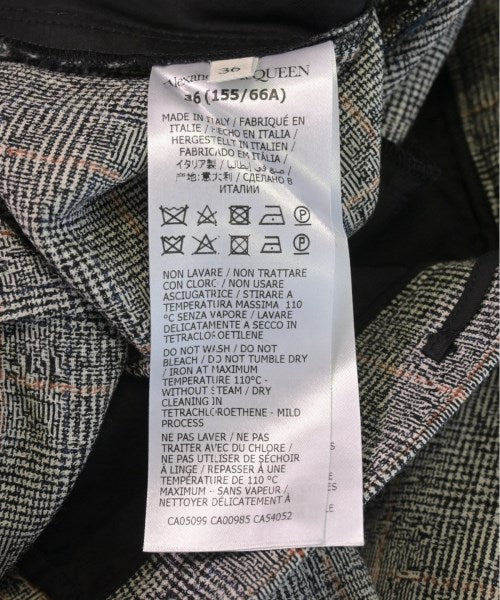 36
QUEEN
36 (155/66A)
MADE IN ITALY / FABRIQUÉ EN
ITALIE / HECHO EN ITALIA /
HERGESTELLT IN ITALIEN /
FABRICADO EM ITÁLIA /
イタリア製 / صنع في إيطاليا /
产地:意大利 / СДЕЛАНО В
ИТАЛИИ
NON LAVARE / NON TRATTARE
CON CLORO / NON USARE
ASCIUGATRICE / STIRARE A
TEMPERATURA MASSIMA 110
°C SENZA VAPORE / LAVARE
DELICATAMENTE A SECCO IN
TETRACLOROETILENE
DO NOT WASH / DO NOT
BLEACH / DO NOT TUMBLE DRY
/ IRON AT MAXIMUM
TEMPERATURE 110°C -
WITHOUT STEAM / DRY
CLEANING IN
TETRACHLOROETHENE - MILD
PROCESS
NE PAS LAVER / NE PAS
TRAITER AVEC DU CHLORE /
NE PAS UTILISER DE SÉCHOIR
À LINGE / REPASSER À UNE
TEMPÉRATURE DE 110 °C
MAXIMUM - SANS VAPEUR /
NETTOYER DÉLICATEMENT À
CA05099 CA00985 CA54052